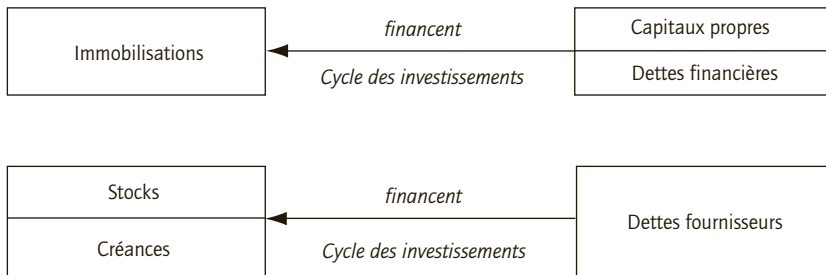 Immobilisations
financent
Cycle des investissements
Capitaux propres
Dettes financières
Stocks
Créances
financent
Cycle des investissements
Dettes fournisseurs